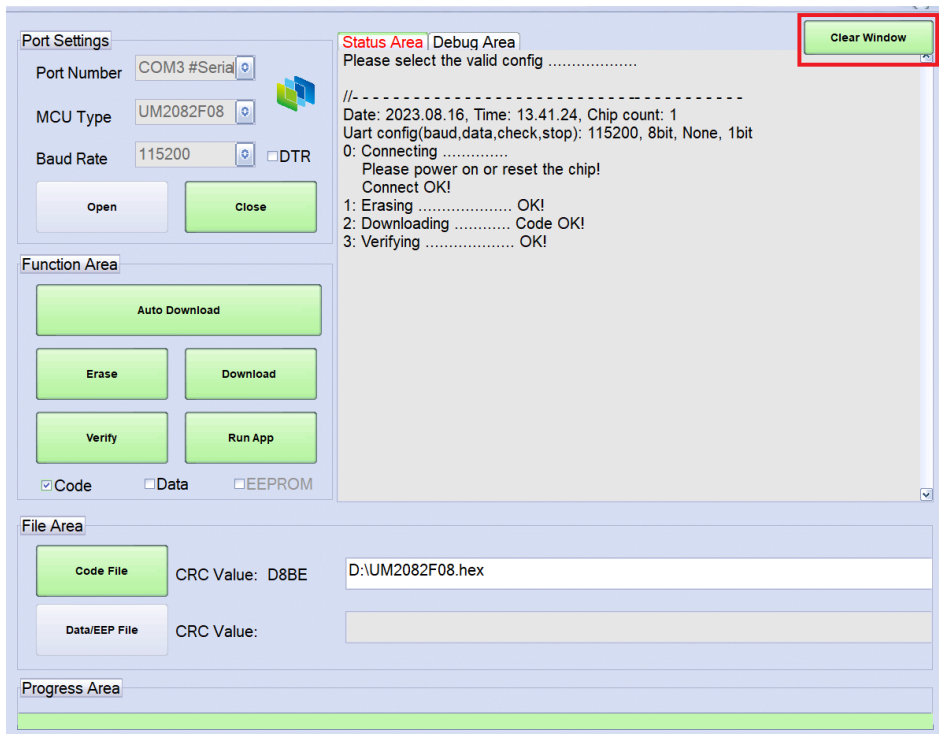 Clear Window
Port Settings
Port Number COM3 #Serial
MCU Type UM2082F08
Baud Rate 115200 DTR
Open Close
Status Area Debug Area
Please select the valid config ...................
//- - - - - - - - - - - - - - - - - - - - - - - - - - - - - - - - - -
Date: 2023.08.16, Time: 13.41.24, Chip count: 1
Uart config(baud,data,check,stop): 115200, 8bit, None, 1bit
0: Connecting ..............
Please power on or reset the chip!
Connect OK!
1: Erasing .................... OK!
2: Downloading ............ Code OK!
3: Verifying ................... OK!
Function Area
Auto Download
Erase Download
Verify Run App
Code Data EEPROM
File Area
Code File CRC Value: D8BE D:\UM2082F08.hex
Data/EEP File CRC Value:
Progress Area